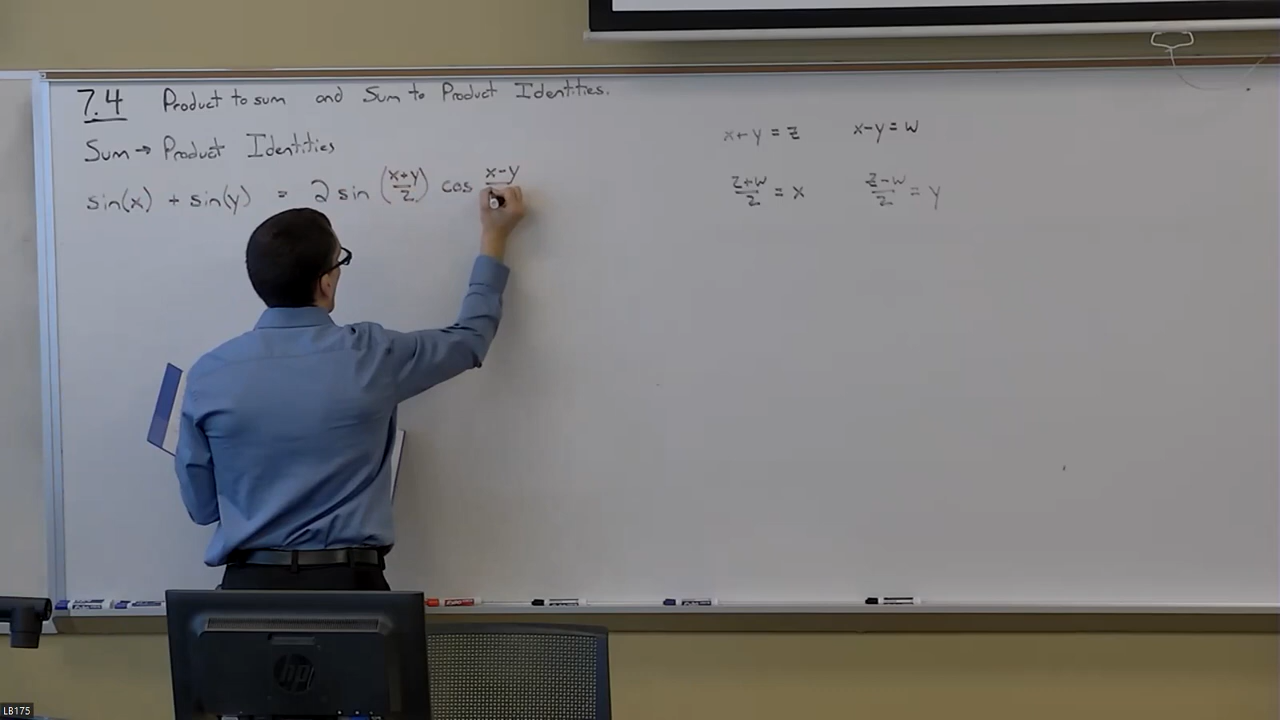 7.4 Product to sum and Sum to Product Identities.
Sum → Product Identities
sin(x) + sin(y) = 2 sin (x+y/2) cos x-y
x+y = z x-y = w
z+w/2 = x z-w/2 = y
hp
LB175